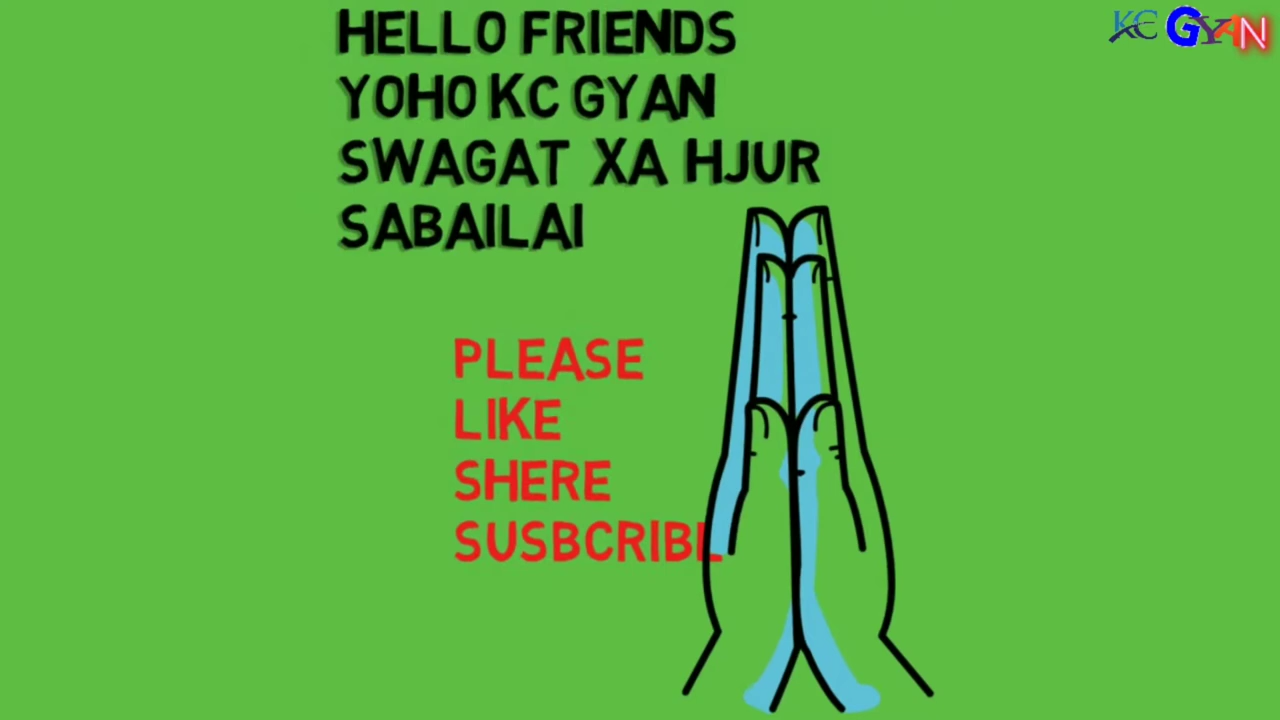 HELLO FRIENDS
KC GYAN
YOHO KC GYAN
SWAGAT XA HJUR
SABAILAI
PLEASE
LIKE
SHERE
SUSBCRIBE